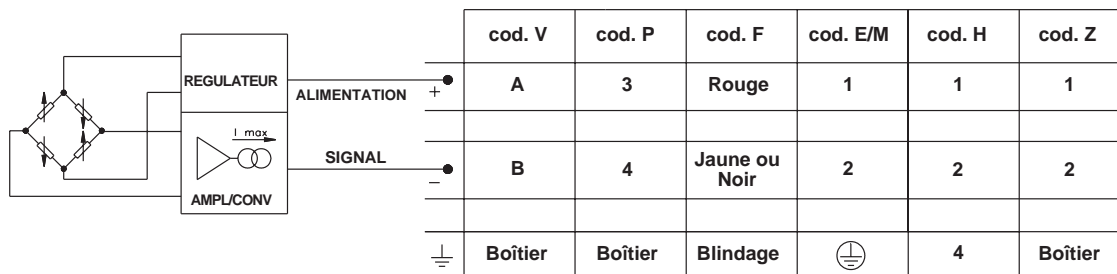 cod. V cod. P cod. F cod. E/M cod. H cod. Z
REGULATEUR
ALIMENTATION + A 3 Rouge 1 1 1
I max
SIGNAL − B 4 Jaune ou Noir 2 2 2
AMPL/CONV
Boîtier Boîtier Blindage 4 Boîtier